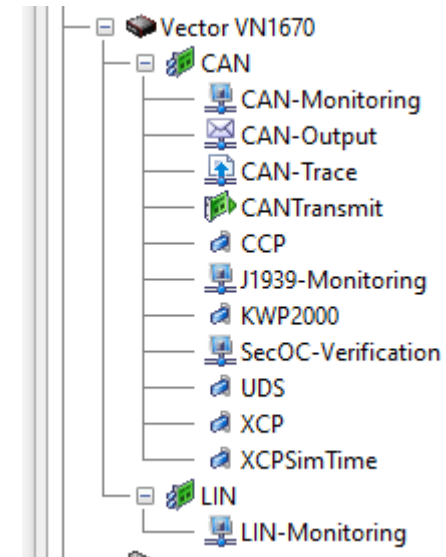 Vector VN1670
CAN
CAN-Monitoring
CAN-Output
CAN-Trace
CANTransmit
CCP
J1939-Monitoring
KWP2000
SecOC-Verification
UDS
XCP
XCPSimTime
LIN
LIN-Monitoring